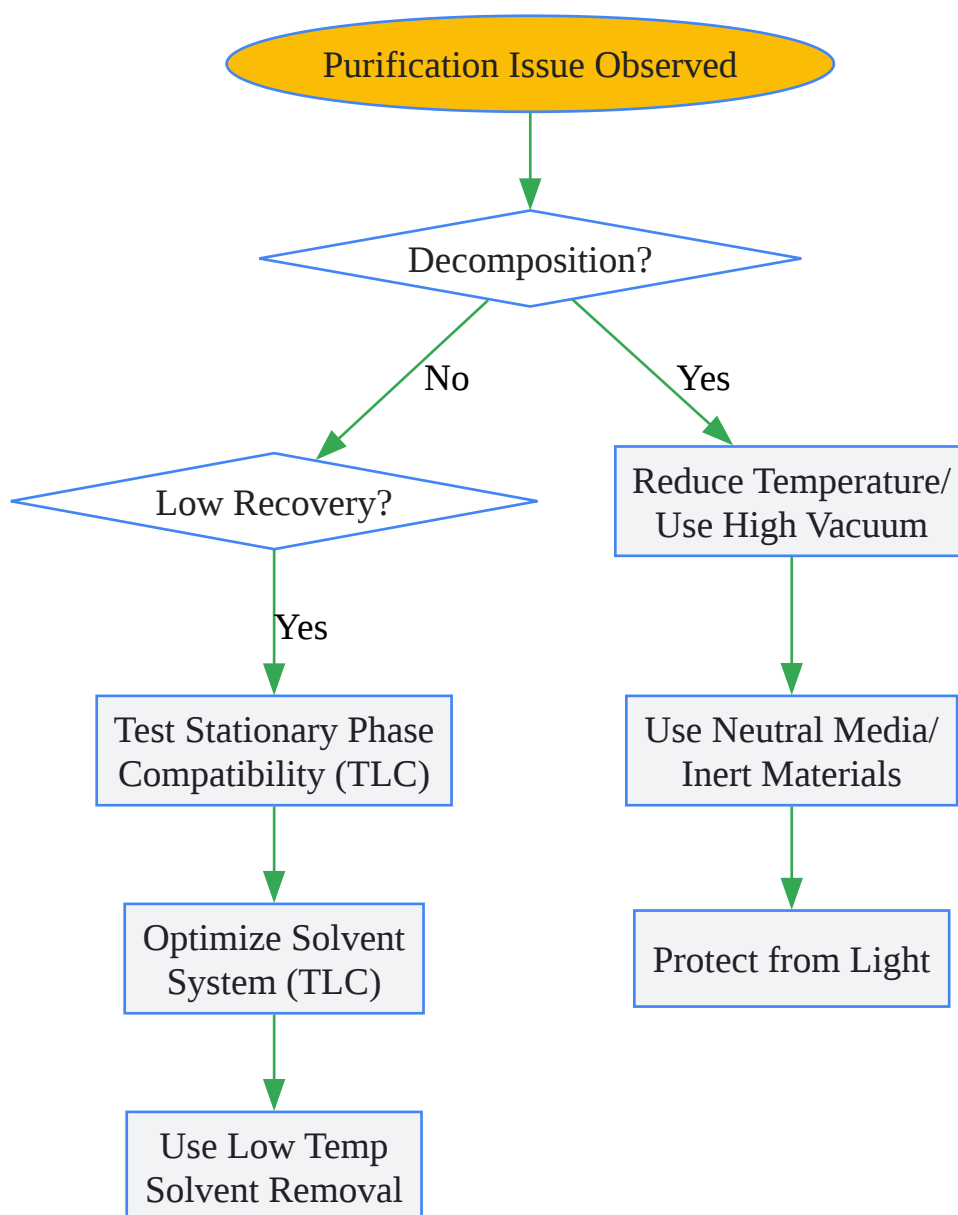 Purification Issue Observed
Decomposition?
No
Yes
Low Recovery?
Reduce Temperature/
Use High Vacuum
Yes
Test Stationary Phase
Compatibility (TLC)
Use Neutral Media/
Inert Materials
Optimize Solvent
System (TLC)
Protect from Light
Use Low Temp
Solvent Removal